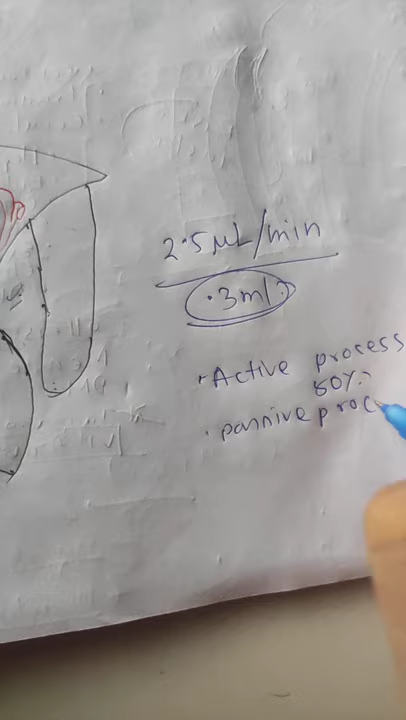 2.5 μL/min
.3ml
• Active process
80%
• passive proc